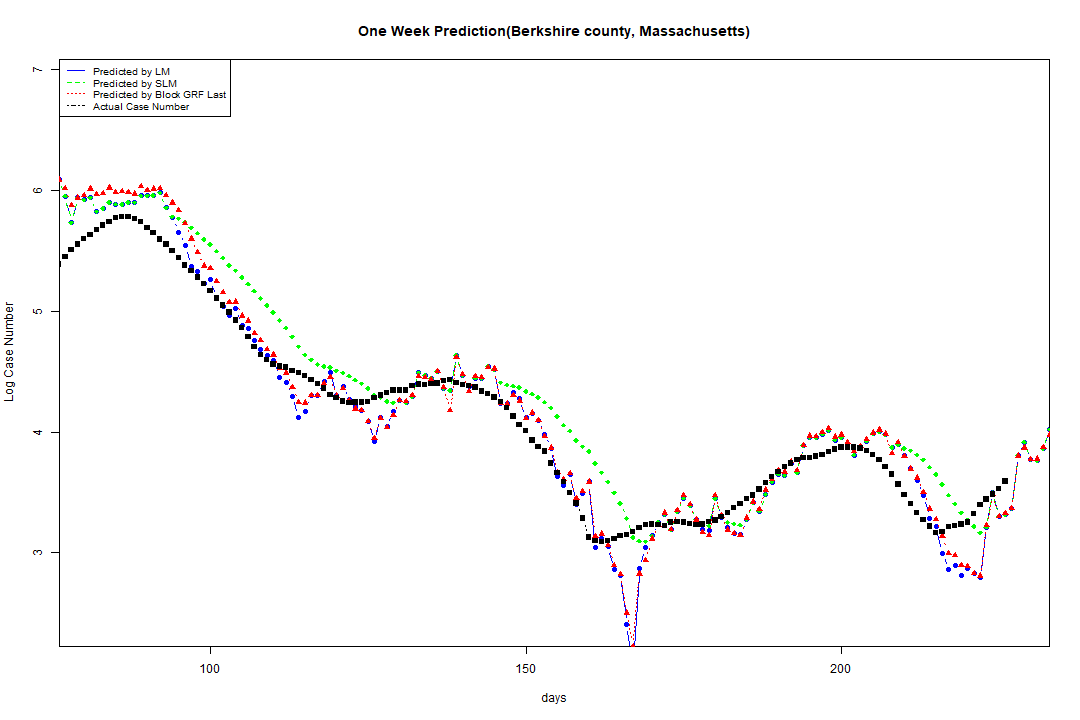 One Week Prediction(Berkshire county, Massachusetts)
Predicted by LM
Predicted by SLM
Predicted by Block GRF Last
Actual Case Number
7
6
5
4
3
Log Case Number
100 150 200
days